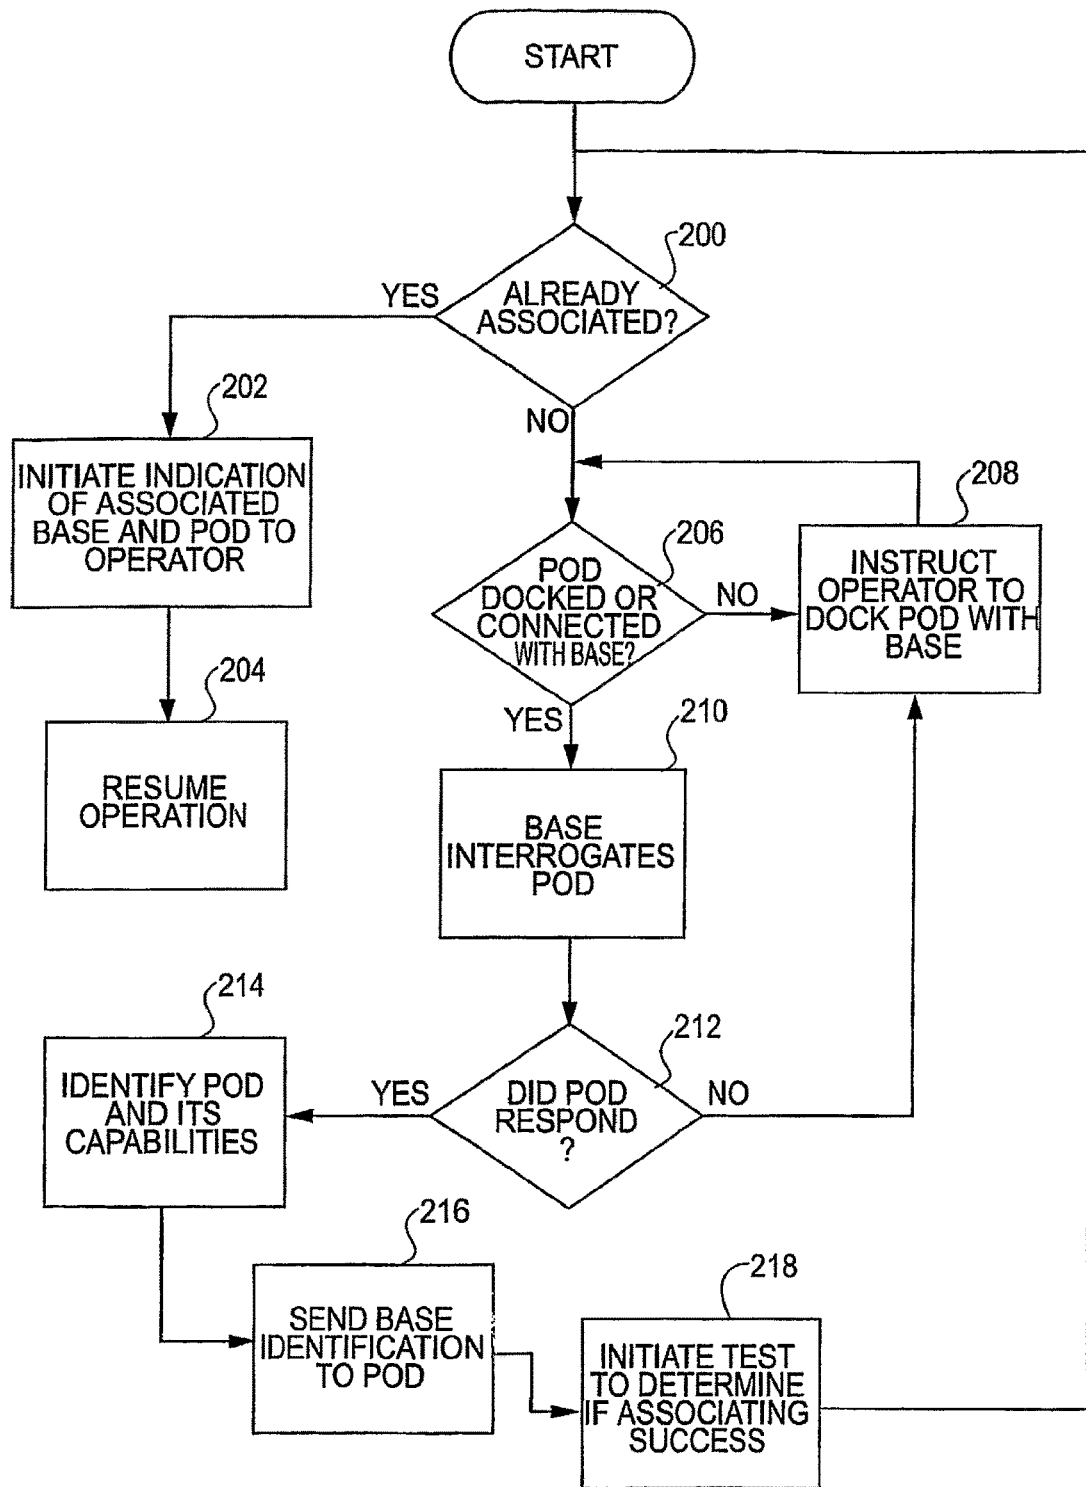 START
200
ALREADY
ASSOCIATED?
YES
NO
202
INITIATE INDICATION
OF ASSOCIATED
BASE AND POD TO
OPERATOR
204
RESUME
OPERATION
206
POD
DOCKED OR
CONNECTED
WITH BASE?
NO
YES
208
INSTRUCT
OPERATOR TO
DOCK POD WITH
BASE
210
BASE
INTERROGATES
POD
212
DID POD
RESPOND
?
YES
NO
214
IDENTIFY POD
AND ITS
CAPABILITIES
216
SEND BASE
IDENTIFICATION
TO POD
218
INITIATE TEST
TO DETERMINE
IF ASSOCIATING
SUCCESS